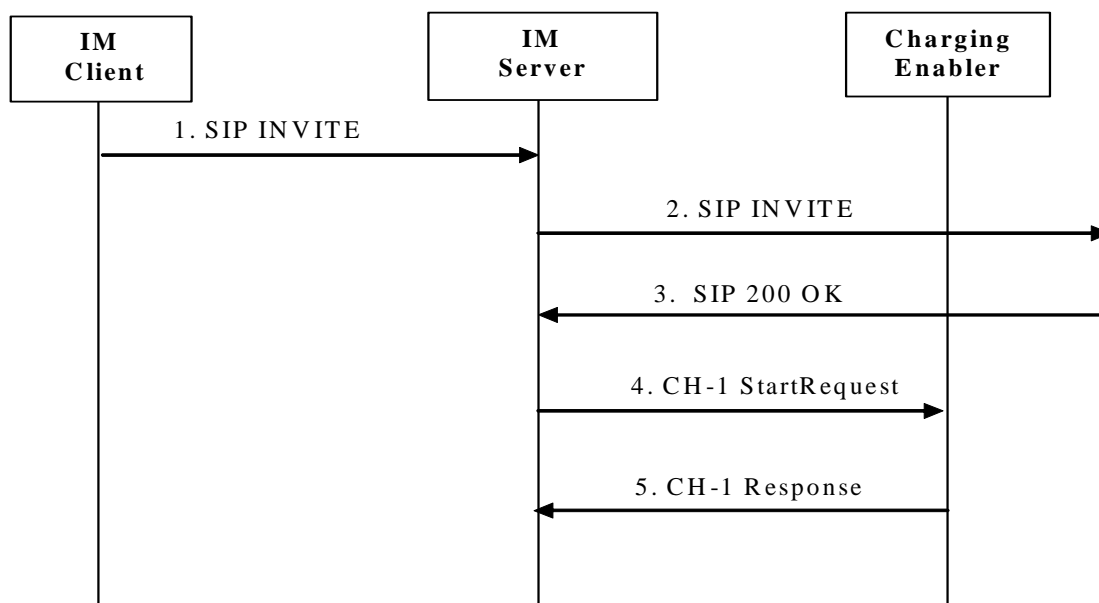 IM
Client
IM
Server
Charging
Enabler
1. SIP INVITE
2. SIP INVITE
3. SIP 200 OK
4. CH-1 StartRequest
5. CH-1 Response